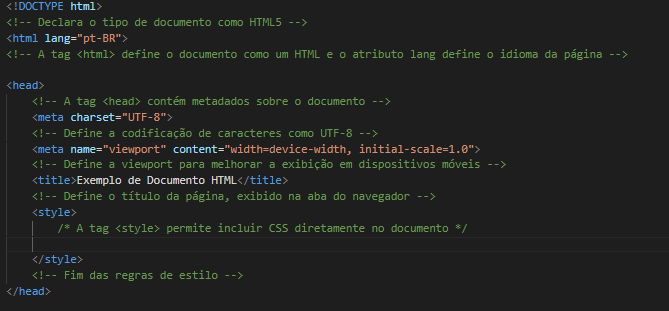 <!DOCTYPE html>
<!-- Declara o tipo de documento como HTML5 -->
<html lang="pt-BR">
<!-- A tag <html> define o documento como um HTML e o atributo lang define o idioma da página -->
<head>
<!-- A tag <head> contém metadados sobre o documento -->
<meta charset="UTF-8">
<!-- Define a codificação de caracteres como UTF-8 -->
<meta name="viewport" content="width=device-width, initial-scale=1.0">
<!-- Define a viewport para melhorar a exibição em dispositivos móveis -->
<title>Exemplo de Documento HTML</title>
<!-- Define o título da página, exibido na aba do navegador -->
<style>
/* A tag <style> permite incluir CSS diretamente no documento */
</style>
<!-- Fim das regras de estilo -->
</head>